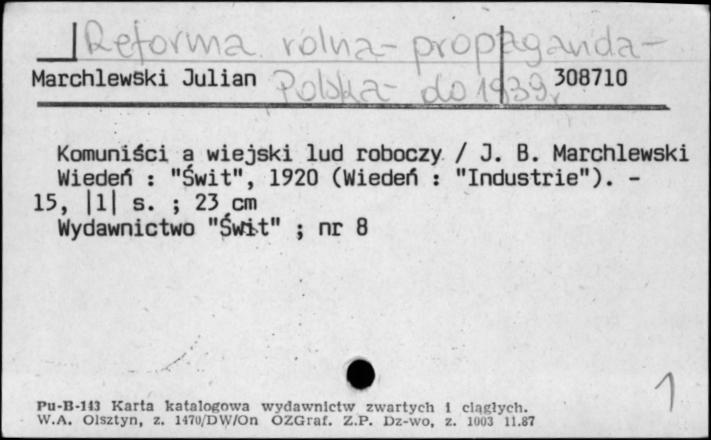 Reforma rolna - propaganda -
Marchlewski Julian Polska - do 1939r. 308710
Komuniści a wiejski lud roboczy / J. B. Marchlewski
Wiedeń : "Świt", 1920 (Wiedeń : "Industrie"). -
15, |1| s. ; 23 cm
Wydawnictwo "Świt" ; nr 8
1
Pu-B-143 Karta katalogowa wydawnictw zwartych i ciągłych.
W.A. Olsztyn, z. 1470/DW/On OZGraf. Z.P. Dz-wo, z. 1003 11.87